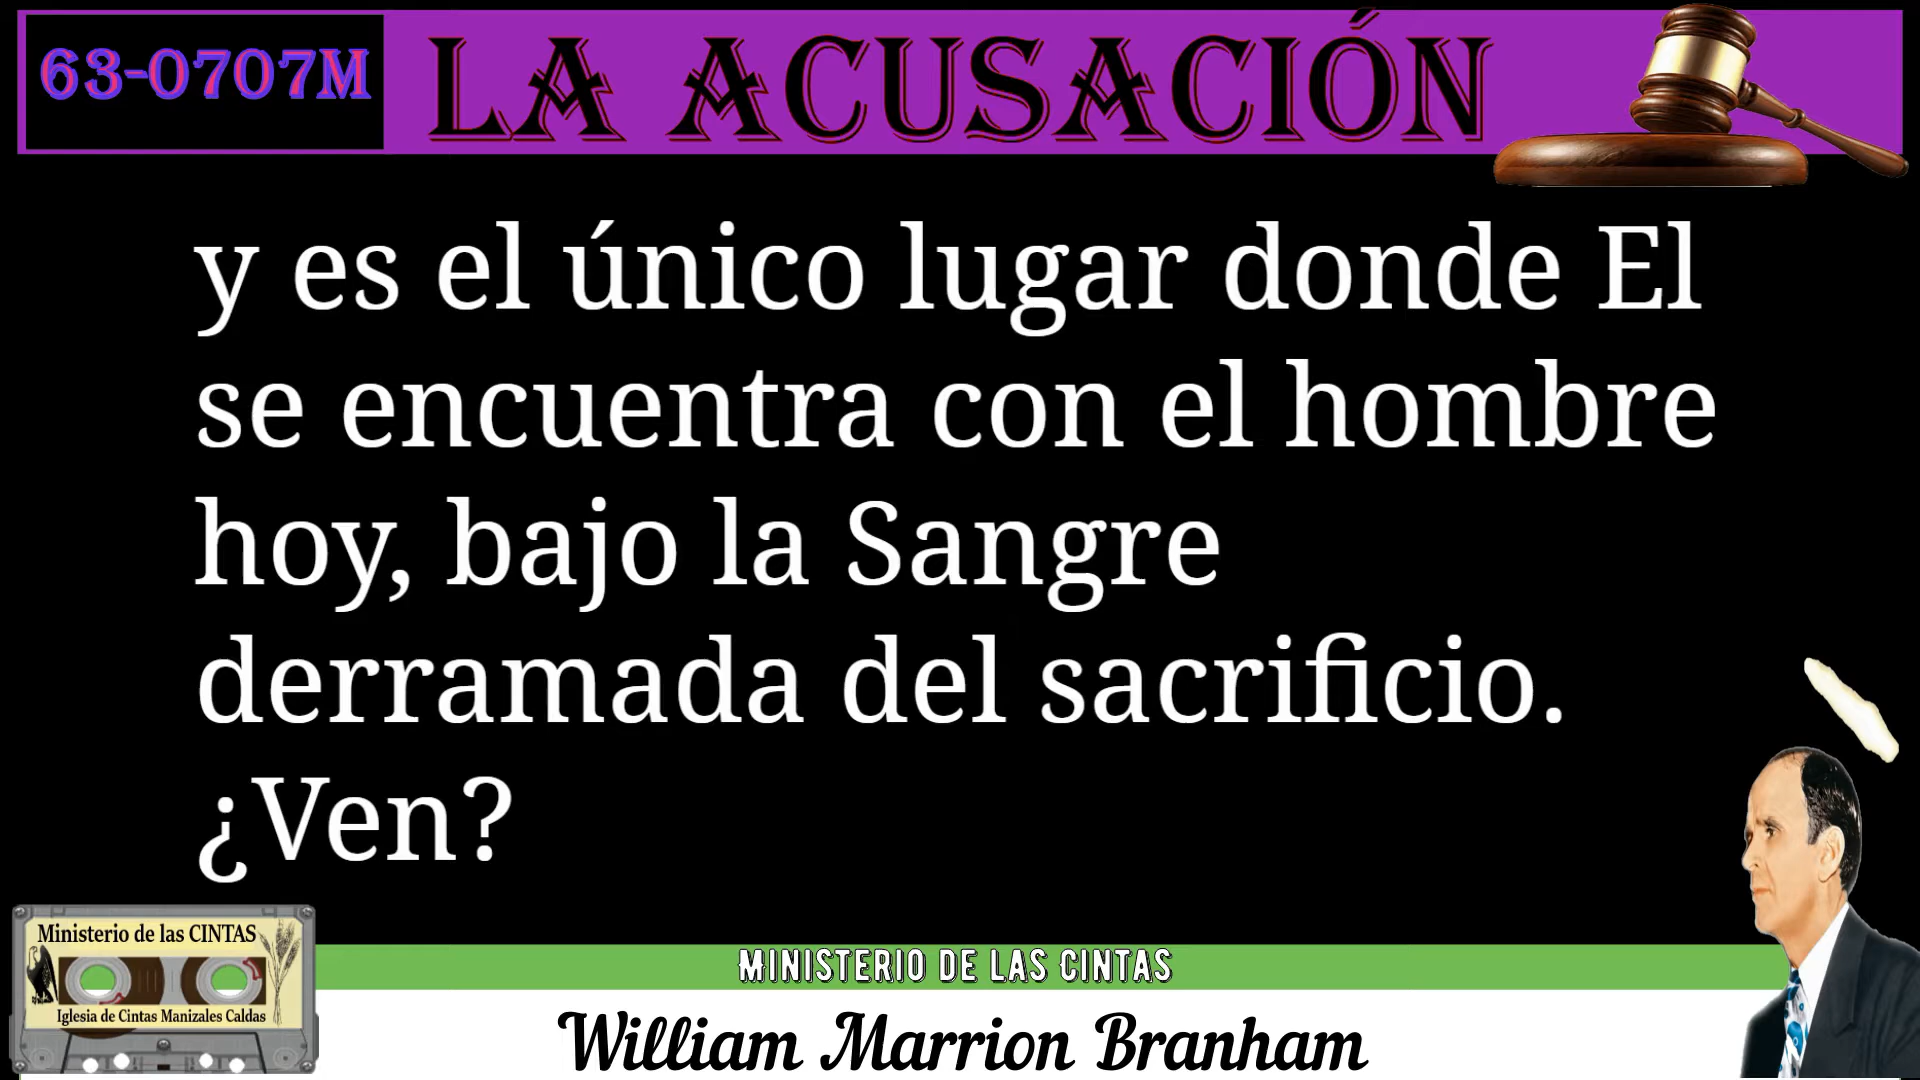 63-0707M
LA ACUSACIÓN
y es el único lugar donde El
se encuentra con el hombre
hoy, bajo la Sangre
derramada del sacrificio.
¿Ven?
Ministerio de las CINTAS
Iglesia de Cintas Manizales Caldas
MINISTERIO DE LAS CINTAS
William Marrion Branham